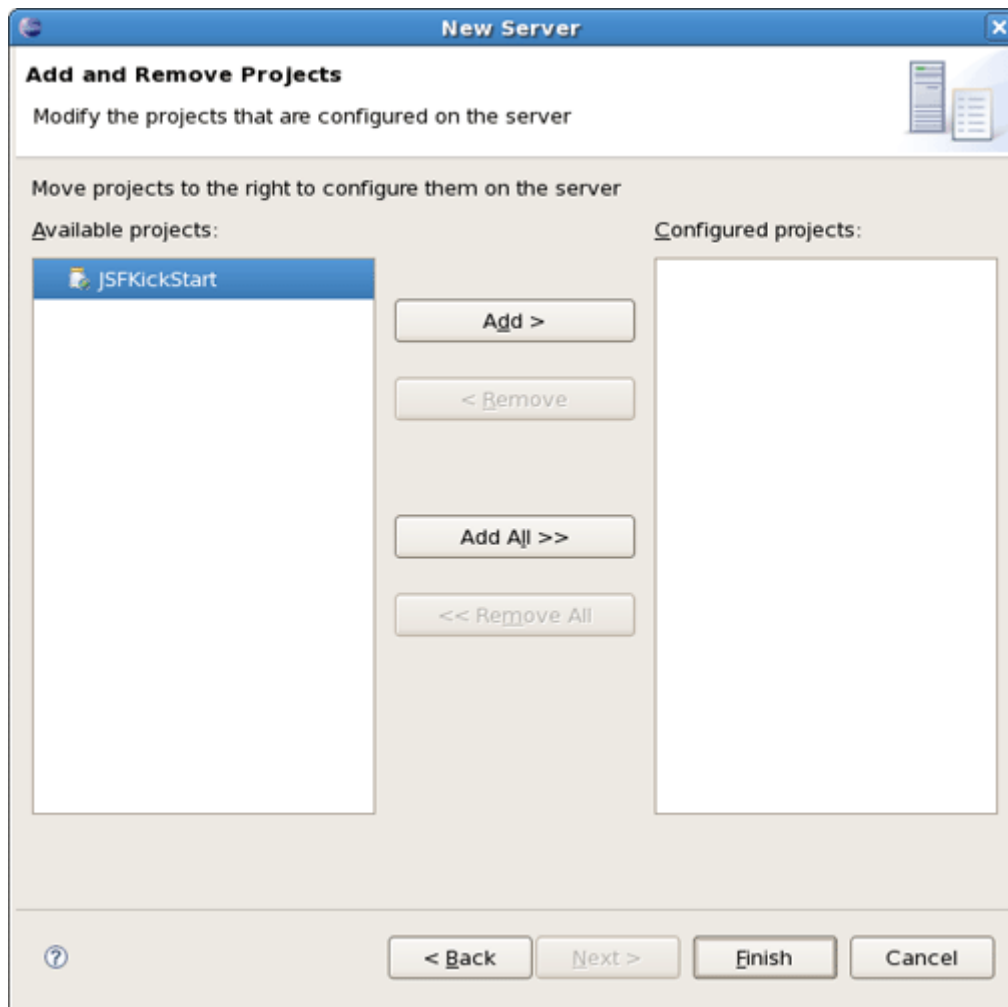 New Server
Add and Remove Projects
Modify the projects that are configured on the server
Move projects to the right to configure them on the server
Available projects:
Configured projects:
JSFKickStart
Add >
< Remove
Add All >>
<< Remove All
< Back
Next >
Finish
Cancel